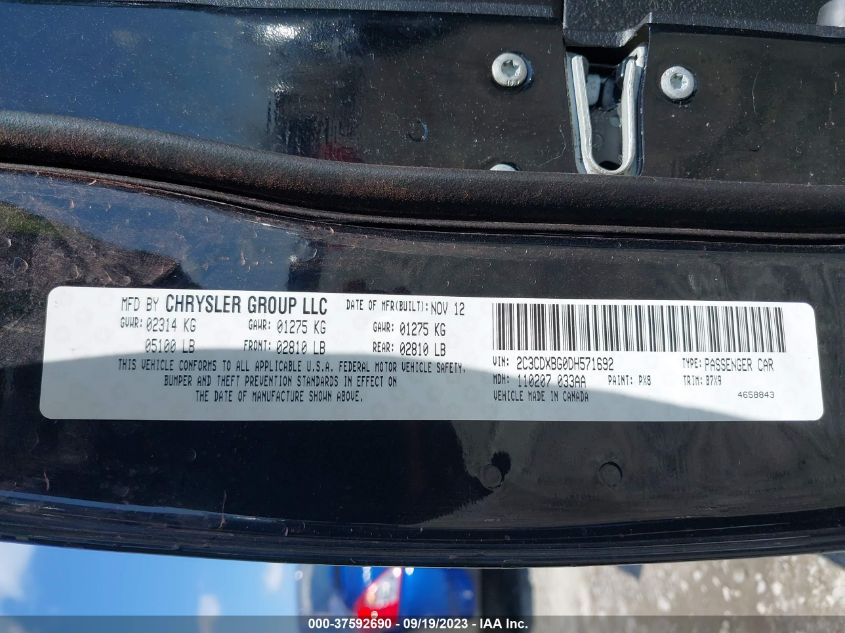 MFD BY CHRYSLER GROUP LLC DATE OF MFR(BUILT): NOV 12
GVWR: 02314 KG GAWR: 01275 KG GAWR: 01275 KG
05100 LB FRONT: 02810 LB REAR: 02810 LB
THIS VEHICLE CONFORMS TO ALL APPLICABLE U.S.A. FEDERAL MOTOR VEHICLE SAFETY,
BUMPER AND THEFT PREVENTION STANDARDS IN EFFECT ON
THE DATE OF MANUFACTURE SHOWN ABOVE.
VIN: 2C3CDXBG0DH571692 TYPE: PASSENGER CAR
MDH: 110207 033AA PAINT: PX8 TRIM: B7X9
VEHICLE MADE IN CANADA 4658843
000-37592690 - 09/19/2023 - IAA Inc.